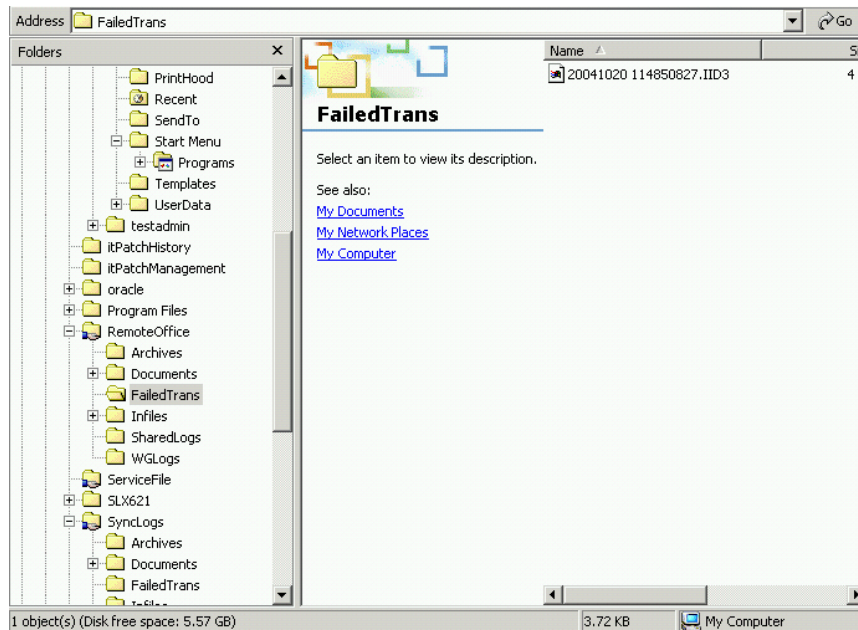 Address FailedTrans Go
Folders
PrintHood
Recent
SendTo
Start Menu
Programs
Templates
UserData
testadmin
itPatchHistory
itPatchManagement
oracle
Program Files
RemoteOffice
Archives
Documents
FailedTrans
Infiles
SharedLogs
WGLogs
ServiceFile
SLX621
SyncLogs
Archives
Documents
FailedTrans
FailedTrans
Select an item to view its description.
See also:
My Documents
My Network Places
My Computer
Name S
20041020 114850827.IID3 4
1 object(s) (Disk free space: 5.57 GB) 3.72 KB My Computer